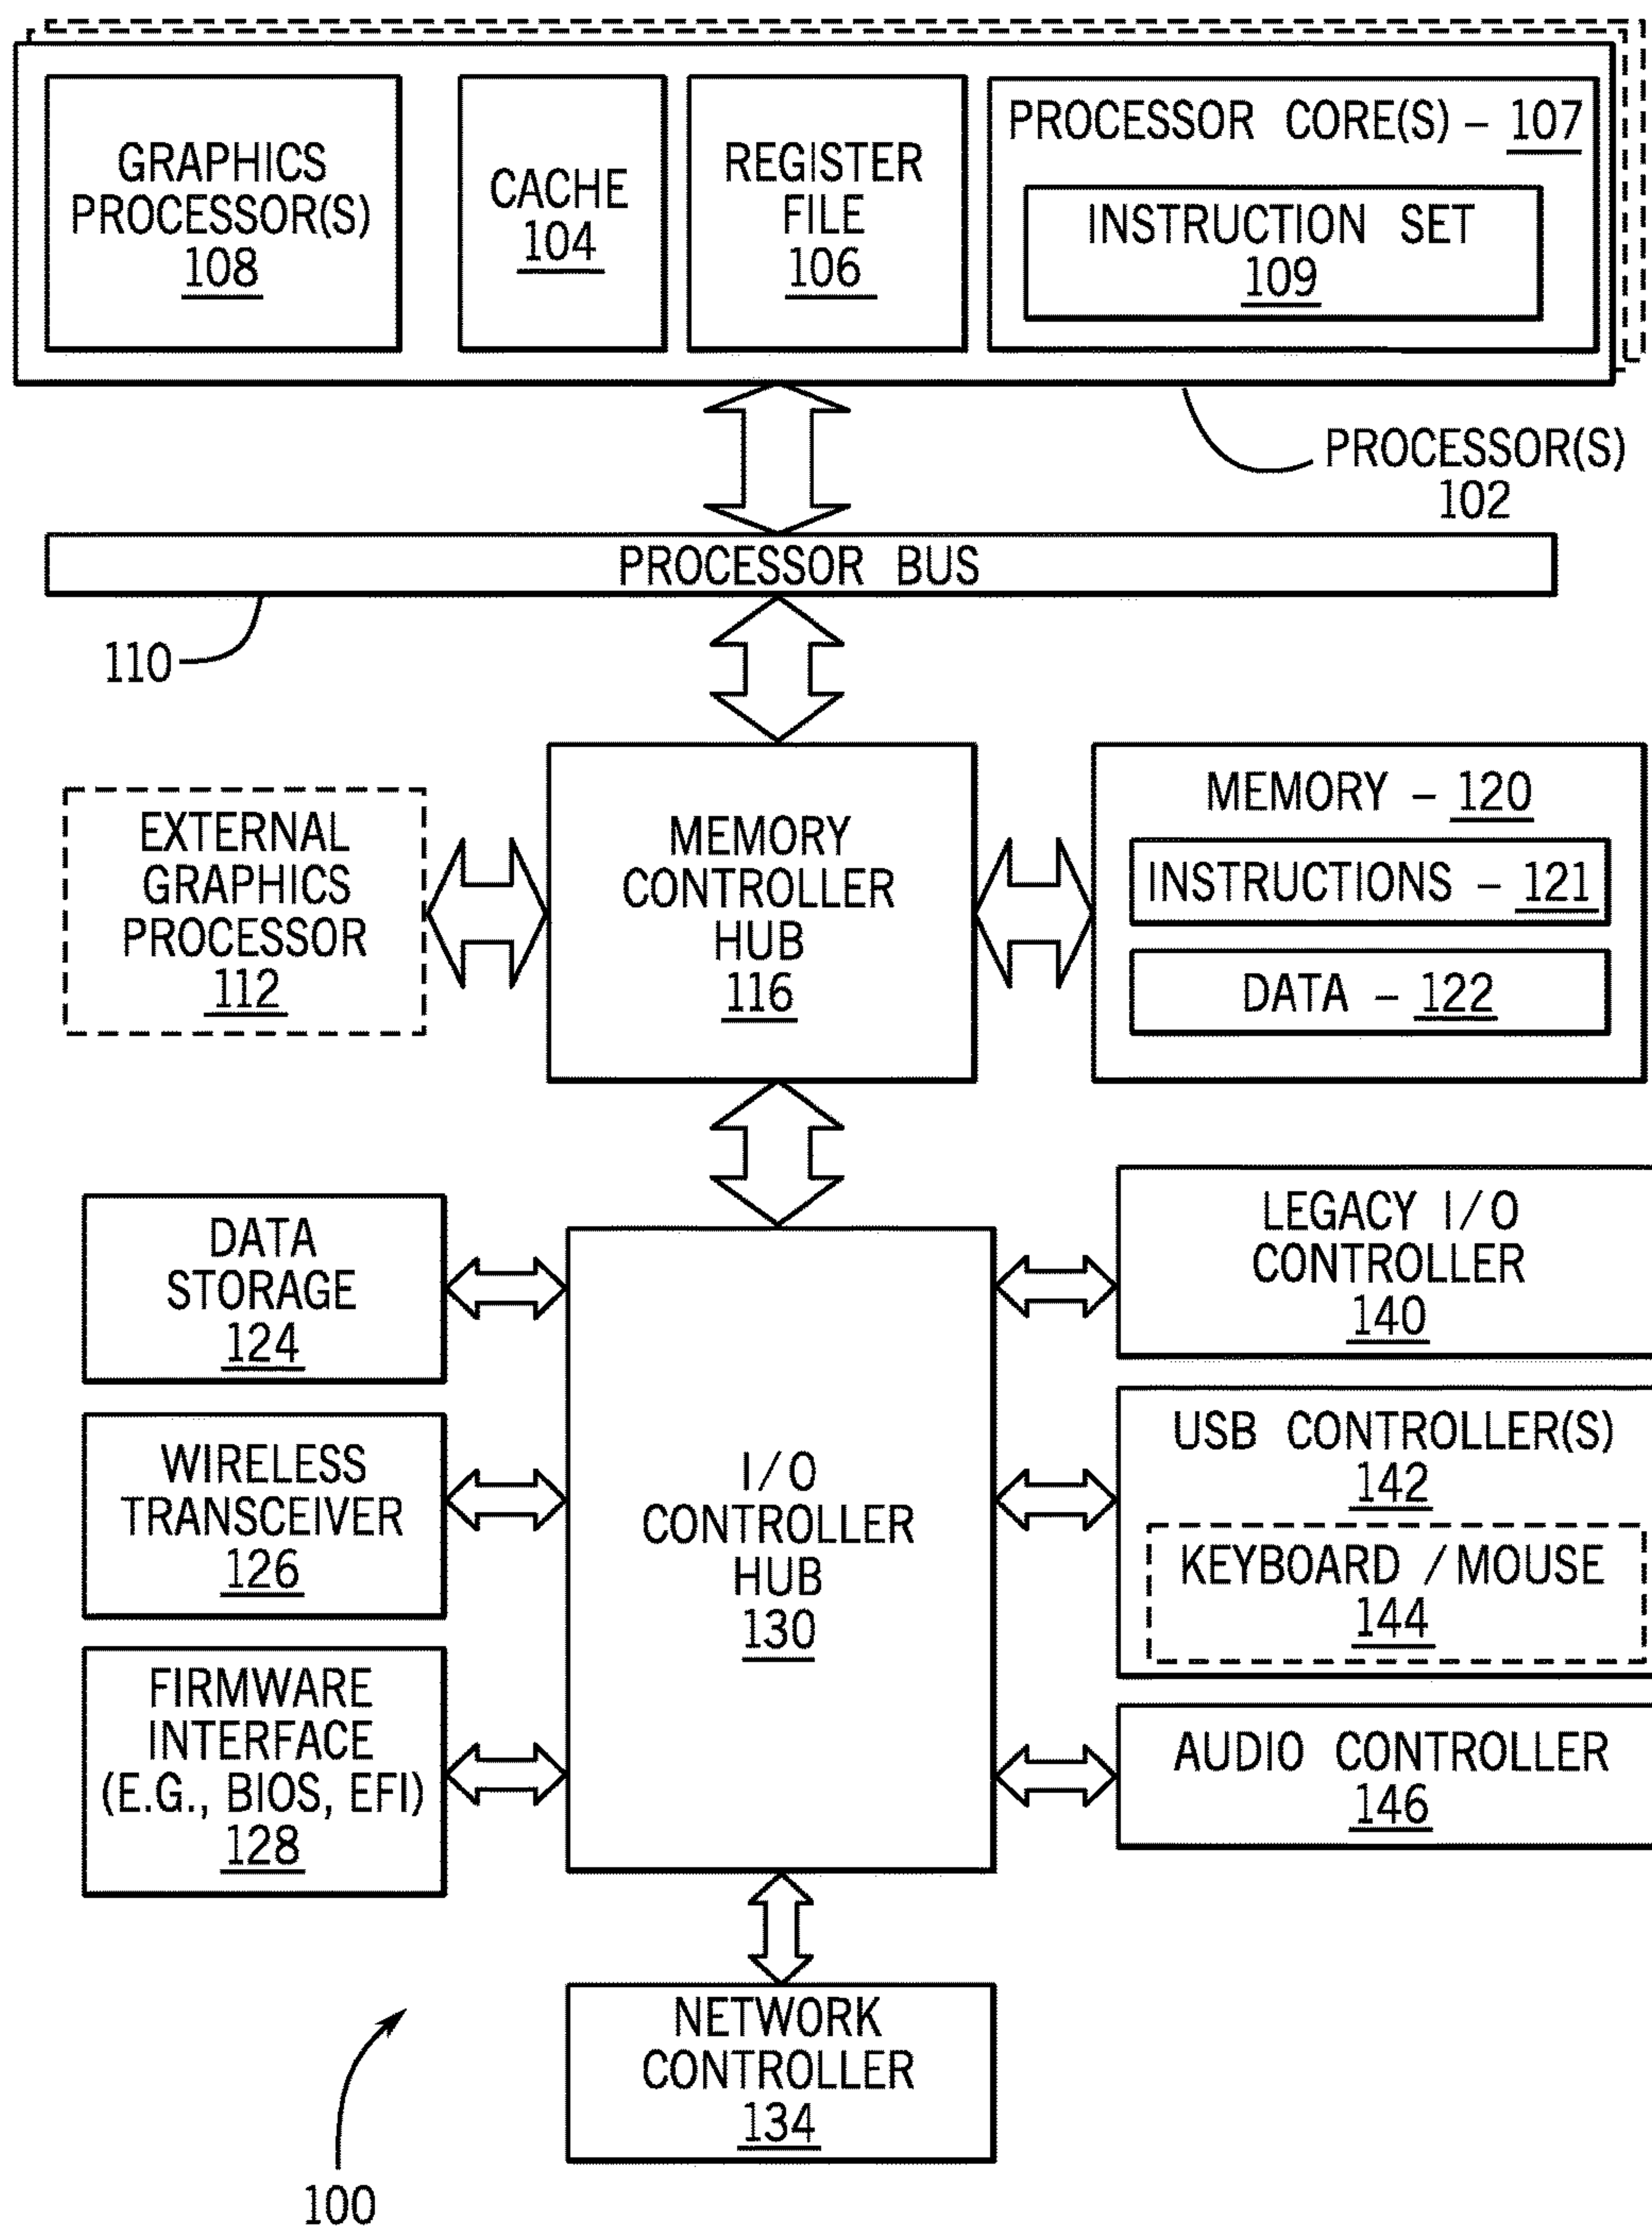 GRAPHICS
PROCESSOR(S)
108
CACHE
104
REGISTER
FILE
106
PROCESSOR CORE(S) – 107
INSTRUCTION SET
109
PROCESSOR(S)
102
PROCESSOR BUS
110
EXTERNAL
GRAPHICS
PROCESSOR
112
MEMORY
CONTROLLER
HUB
116
MEMORY – 120
INSTRUCTIONS – 121
DATA – 122
DATA
STORAGE
124
WIRELESS
TRANSCEIVER
126
FIRMWARE
INTERFACE
(E.G., BIOS, EFI)
128
I/O
CONTROLLER
HUB
130
LEGACY I/O
CONTROLLER
140
USB CONTROLLER(S)
142
KEYBOARD /MOUSE
144
AUDIO CONTROLLER
146
NETWORK
CONTROLLER
134
100